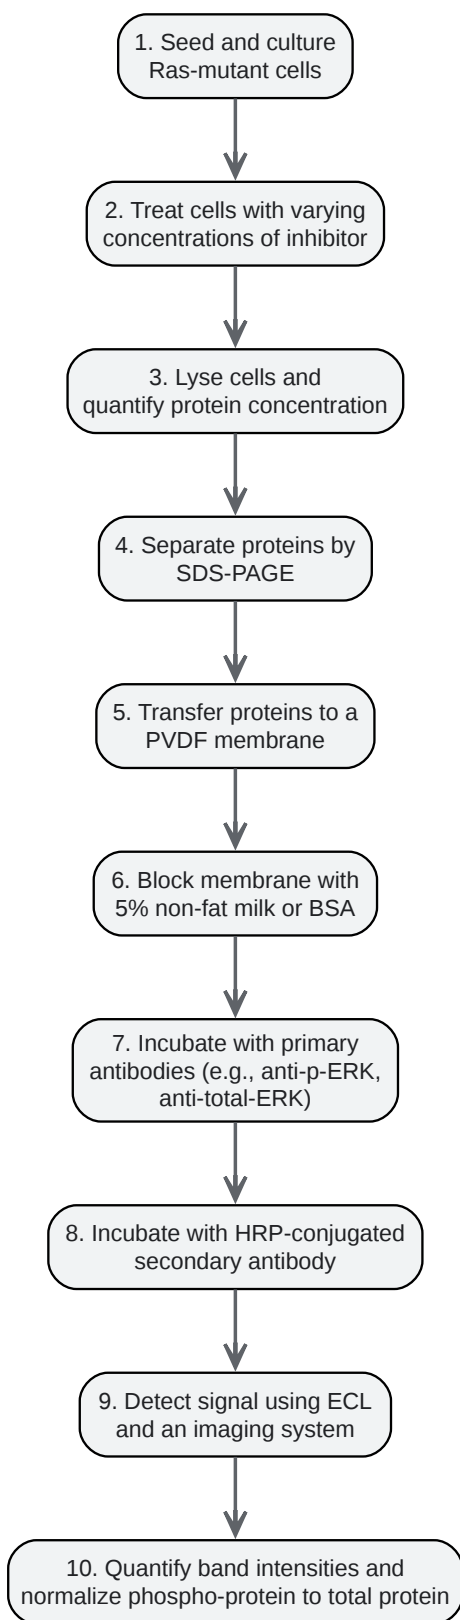 1. Seed and culture
Ras-mutant cells
2. Treat cells with varying
concentrations of inhibitor
3. Lyse cells and
quantify protein concentration
4. Separate proteins by
SDS-PAGE
5. Transfer proteins to a
PVDF membrane
6. Block membrane with
5% non-fat milk or BSA
7. Incubate with primary
antibodies (e.g., anti-p-ERK,
anti-total-ERK)
8. Incubate with HRP-conjugated
secondary antibody
9. Detect signal using ECL
and an imaging system
10. Quantify band intensities and
normalize phospho-protein to total protein